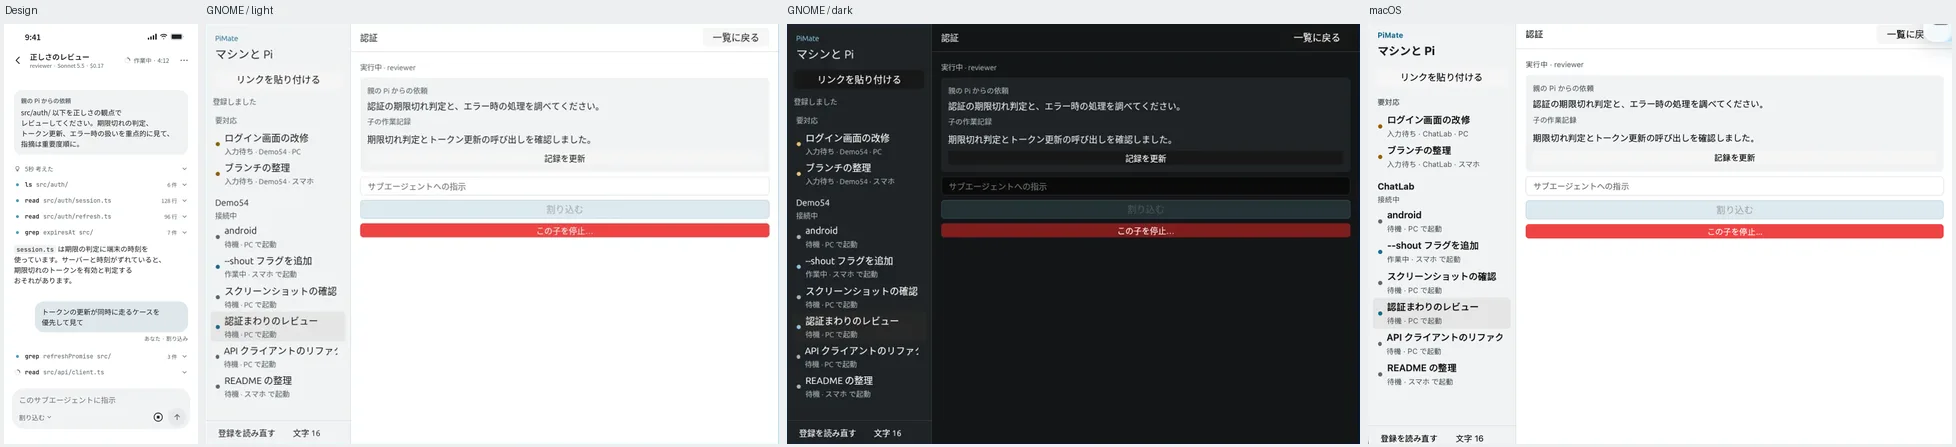 Design
9:41
正しさのレビュー
reviewer · Sonnet 5.5 · $0.17
作業中 · 4:12
親の Pi からの依頼
src/auth/ 以下を正しさの観点で
レビューしてください。期限切れの判定、
トークン更新、エラー時の扱いを重点的に見て、
指摘は重要度順に。
5秒 考えた
ls src/auth/ 6 件
read src/auth/session.ts 128 行
read src/auth/refresh.ts 96 行
grep expiresAt src/ 7 件
session.ts は期限の判定に端末の時刻を
使っています。サーバーと時刻がずれていると、
期限切れのトークンを有効と判定する
おそれがあります。
トークンの更新が同時に走るケースを
優先して見て
あなた · 割り込み
grep refreshPromise src/ 3 件
read src/api/client.ts
このサブエージェントに指示
割り込む
GNOME / light
PiMate
マシンと Pi
リンクを貼り付ける
登録しました
要対応
ログイン画面の改修
入力待ち · Demo54 · PC
ブランチの整理
入力待ち · Demo54 · スマホ
Demo54
接続中
android
待機 · PC で起動
--shout フラグを追加
作業中 · スマホ で起動
スクリーンショットの確認
待機 · PC で起動
認証まわりのレビュー
待機 · PC で起動
API クライアントのリファク
待機 · PC で起動
README の整理
待機 · スマホ で起動
登録を読み直す 文字 16
認証
一覧に戻る
実行中 · reviewer
親の Pi からの依頼
認証の期限切れ判定と、エラー時の処理を調べてください。
子の作業記録
期限切れ判定とトークン更新の呼び出しを確認しました。
記録を更新
サブエージェントへの指示
割り込む
この子を停止...
GNOME / dark
PiMate
マシンと Pi
リンクを貼り付ける
登録しました
要対応
ログイン画面の改修
入力待ち · Demo54 · PC
ブランチの整理
入力待ち · Demo54 · スマホ
Demo54
接続中
android
待機 · PC で起動
--shout フラグを追加
作業中 · スマホ で起動
スクリーンショットの確認
待機 · PC で起動
認証まわりのレビュー
待機 · PC で起動
API クライアントのリファク
待機 · PC で起動
README の整理
待機 · スマホ で起動
登録を読み直す 文字 16
認証
一覧に戻る
実行中 · reviewer
親の Pi からの依頼
認証の期限切れ判定と、エラー時の処理を調べてください。
子の作業記録
期限切れ判定とトークン更新の呼び出しを確認しました。
記録を更新
サブエージェントへの指示
割り込む
この子を停止...
macOS
PiMate
マシンと Pi
リンクを貼り付ける
要対応
ログイン画面の改修
入力待ち · ChatLab · PC
ブランチの整理
入力待ち · ChatLab · スマホ
ChatLab
接続中
android
待機 · PC で起動
--shout フラグを追加
作業中 · スマホ で起動
スクリーンショットの確認
待機 · PC で起動
認証まわりのレビュー
待機 · PC で起動
API クライアントのリファク
待機 · PC で起動
README の整理
待機 · スマホ で起動
登録を読み直す 文字 16
認証
一覧に戻
実行中 · reviewer
親の Pi からの依頼
認証の期限切れ判定と、エラー時の処理を調べてください。
子の作業記録
期限切れ判定とトークン更新の呼び出しを確認しました。
記録を更新
サブエージェントへの指示
割り込む
この子を停止...